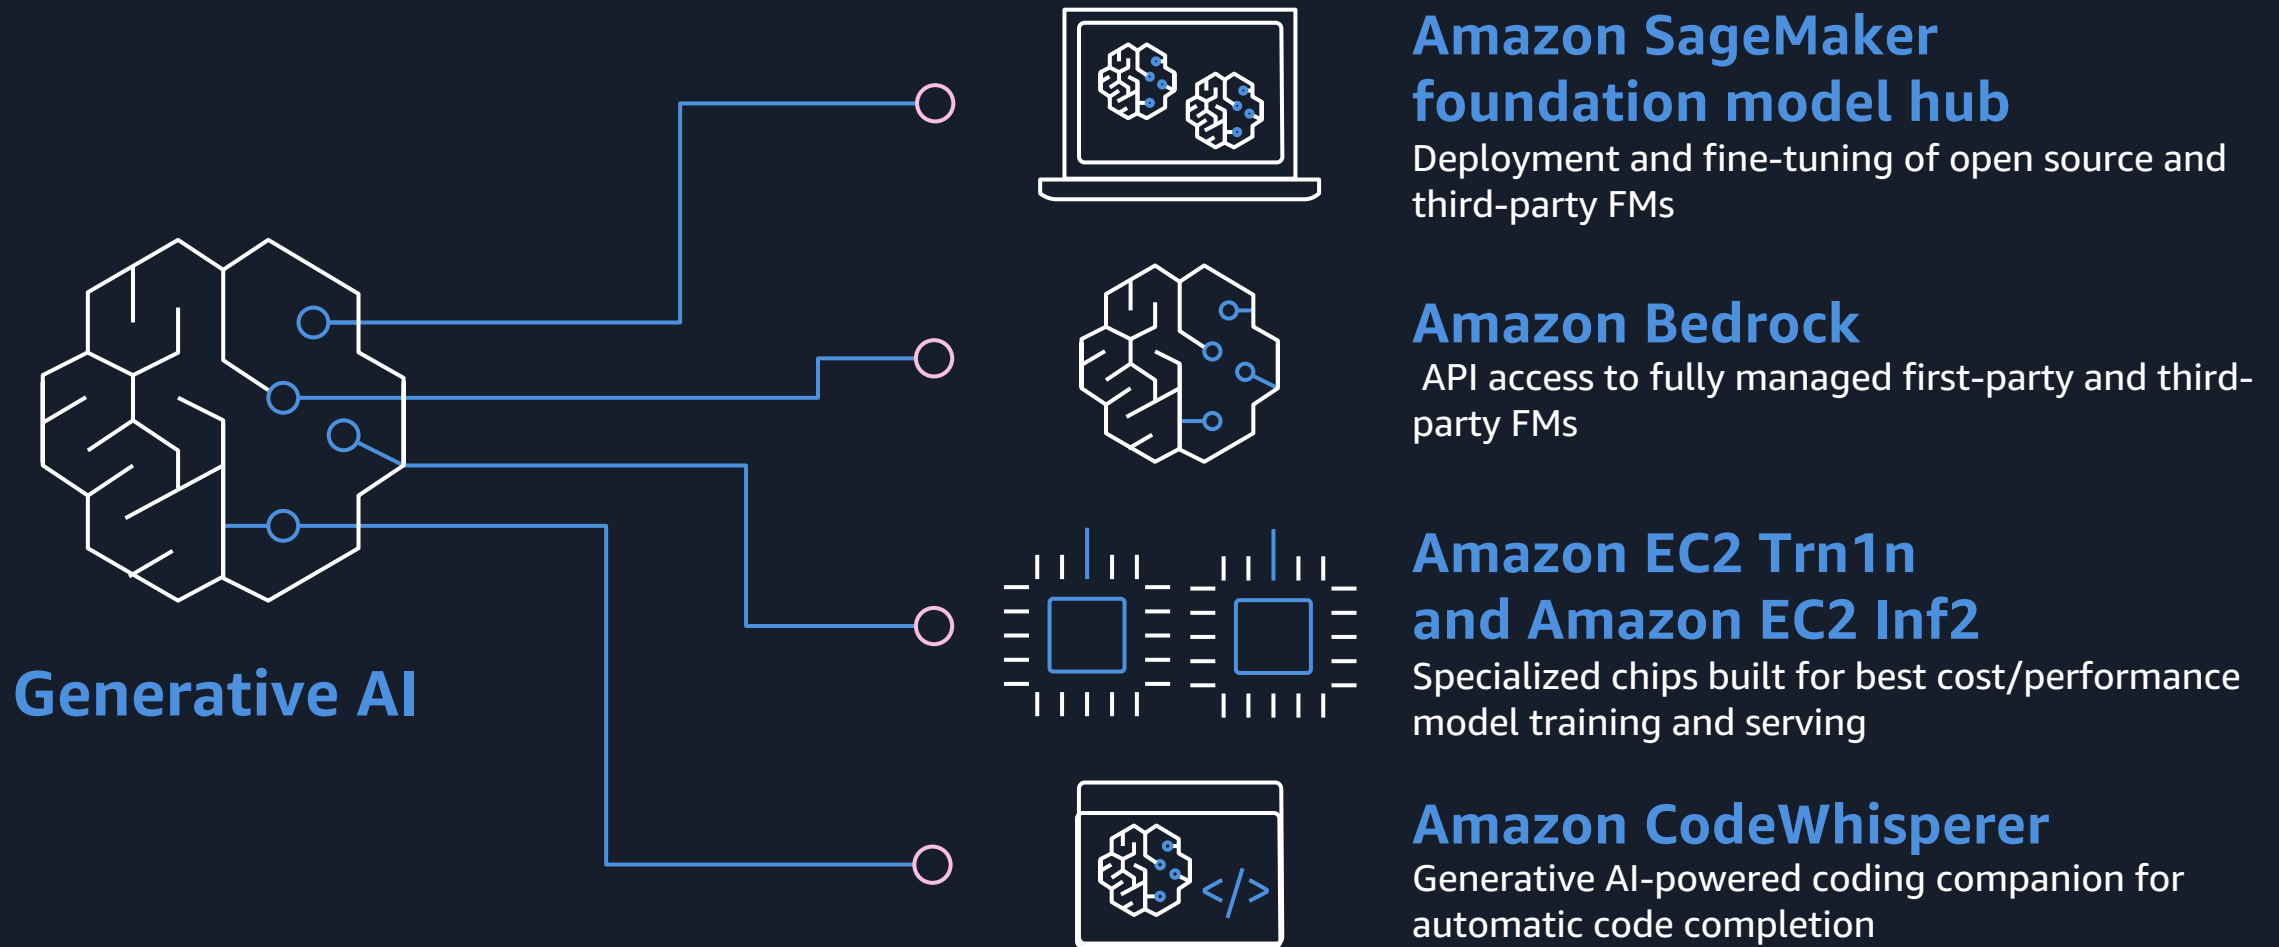 Generative AI
Amazon SageMaker
foundation model hub
Deployment and fine-tuning of open source and
third-party FMs
Amazon Bedrock
API access to fully managed first-party and third-
party FMs
Amazon EC2 Trn1n
and Amazon EC2 Inf2
Specialized chips built for best cost/performance
model training and serving
</>
Amazon CodeWhisperer
Generative AI-powered coding companion for
automatic code completion